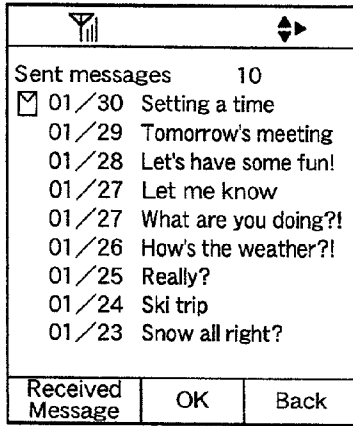 Sent messages 10
01/30 Setting a time
01/29 Tomorrow's meeting
01/28 Let's have some fun!
01/27 Let me know
01/27 What are you doing?!
01/26 How's the weather?!
01/25 Really?
01/24 Ski trip
01/23 Snow all right?
Received Message OK Back